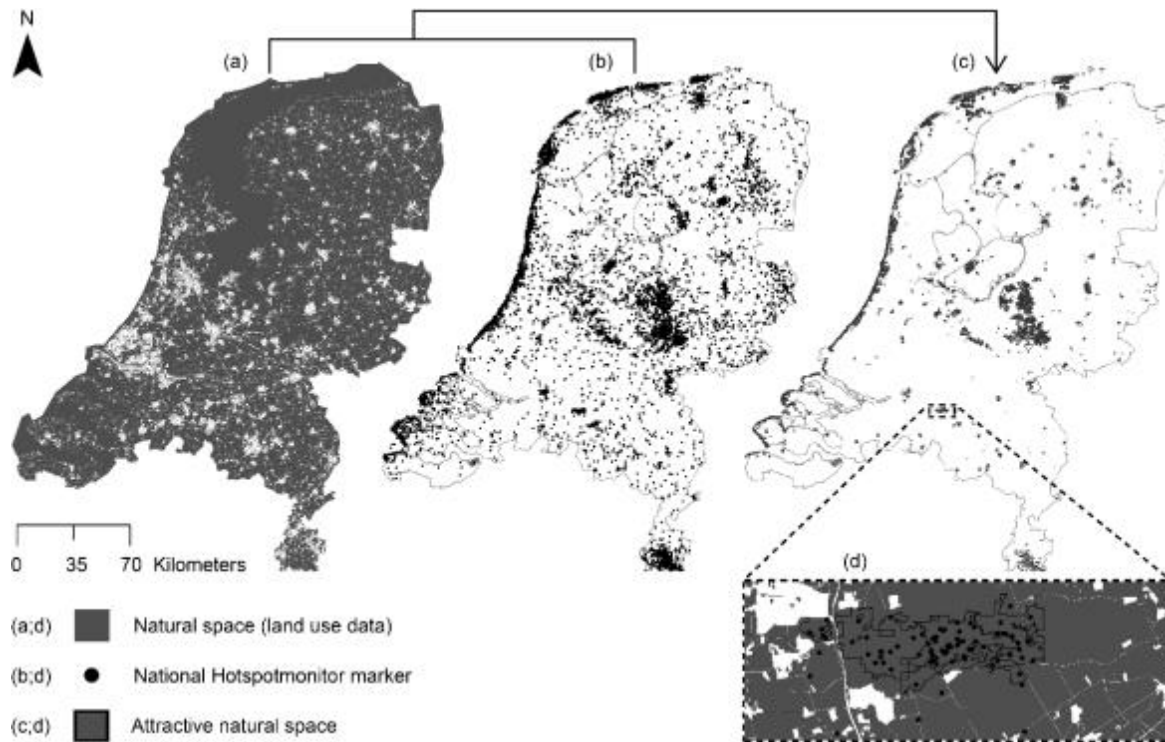 N
(a)
(b)
(c)
0 35 70 Kilometers
(d)
(a;d) Natural space (land use data)
(b;d) National Hotspotmonitor marker
(c;d) Attractive natural space